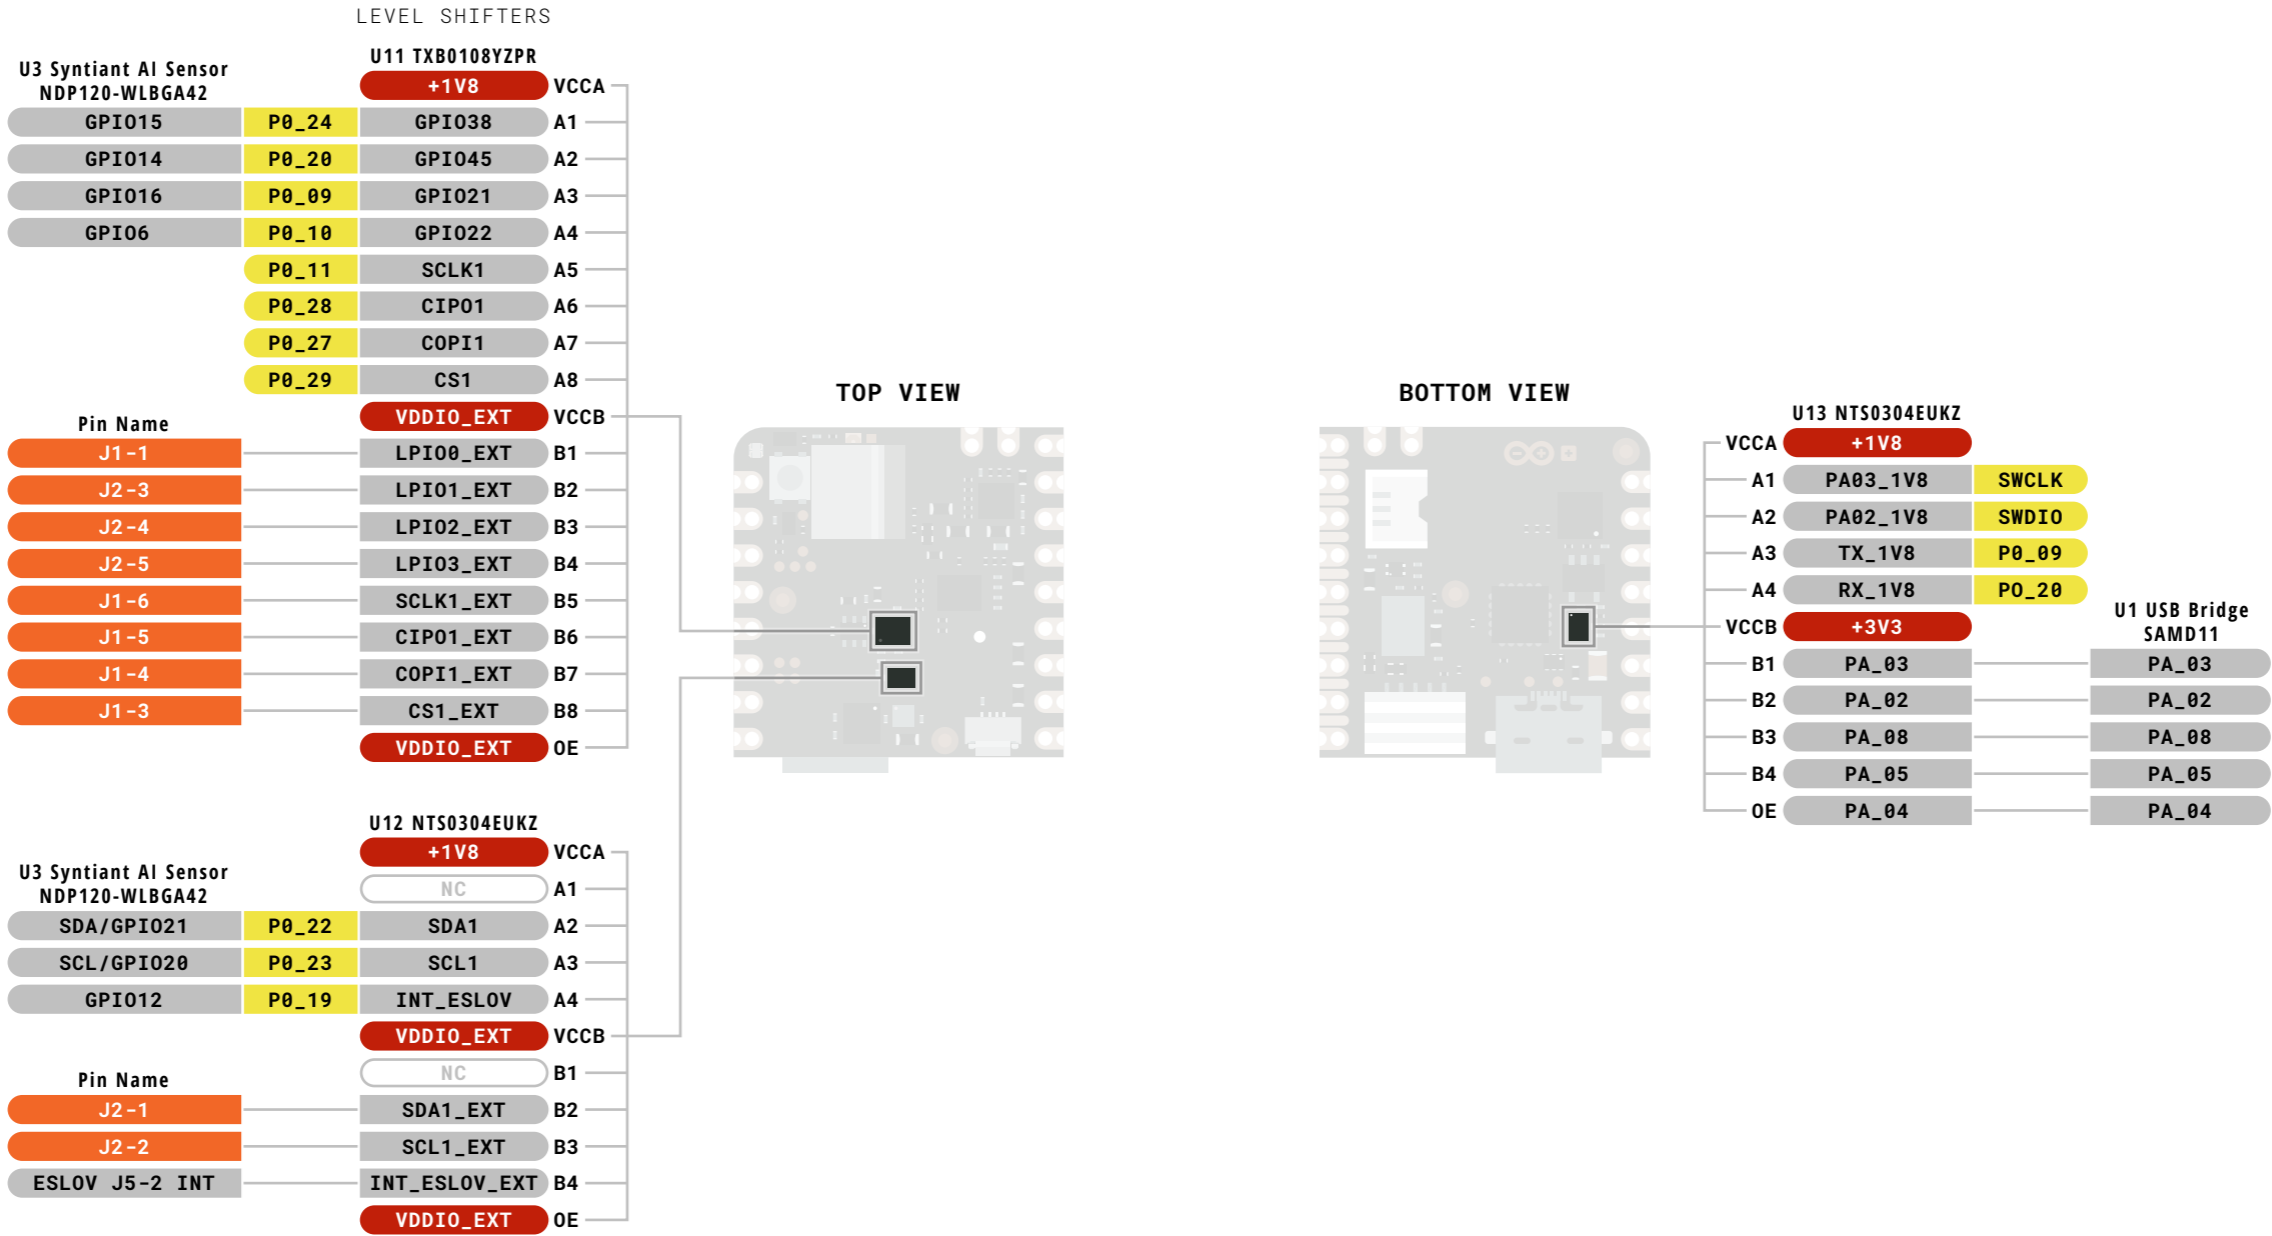 LEVEL SHIFTERS
U11 TXB0108YZPR
U3 Syntiant AI Sensor
NDP120-WLBGA42
+1V8 VCCA
GPIO15 P0_24 GPIO38 A1
GPIO14 P0_20 GPIO45 A2
GPIO16 P0_09 GPIO21 A3
GPIO6 P0_10 GPIO22 A4
P0_11 SCLK1 A5
P0_28 CIPO1 A6
P0_27 COPI1 A7
P0_29 CS1 A8
VDDIO_EXT VCCB
Pin Name
J1-1 LPIO0_EXT B1
J2-3 LPIO1_EXT B2
J2-4 LPIO2_EXT B3
J2-5 LPIO3_EXT B4
J1-6 SCLK1_EXT B5
J1-5 CIPO1_EXT B6
J1-4 COPI1_EXT B7
J1-3 CS1_EXT B8
VDDIO_EXT OE
U12 NTS0304EUKZ
+1V8 VCCA
U3 Syntiant AI Sensor
NDP120-WLBGA42
NC A1
SDA/GPIO21 P0_22 SDA1 A2
SCL/GPIO20 P0_23 SCL1 A3
GPIO12 P0_19 INT_ESLOV A4
VDDIO_EXT VCCB
NC B1
Pin Name
J2-1 SDA1_EXT B2
J2-2 SCL1_EXT B3
ESLOV J5-2 INT INT_ESLOV_EXT B4
VDDIO_EXT OE
TOP VIEW
BOTTOM VIEW
U13 NTS0304EUKZ
VCCA +1V8
A1 PA03_1V8 SWCLK
A2 PA02_1V8 SWDIO
A3 TX_1V8 P0_09
A4 RX_1V8 PO_20
U1 USB Bridge
SAMD11
VCCB +3V3
B1 PA_03 PA_03
B2 PA_02 PA_02
B3 PA_08 PA_08
B4 PA_05 PA_05
OE PA_04 PA_04